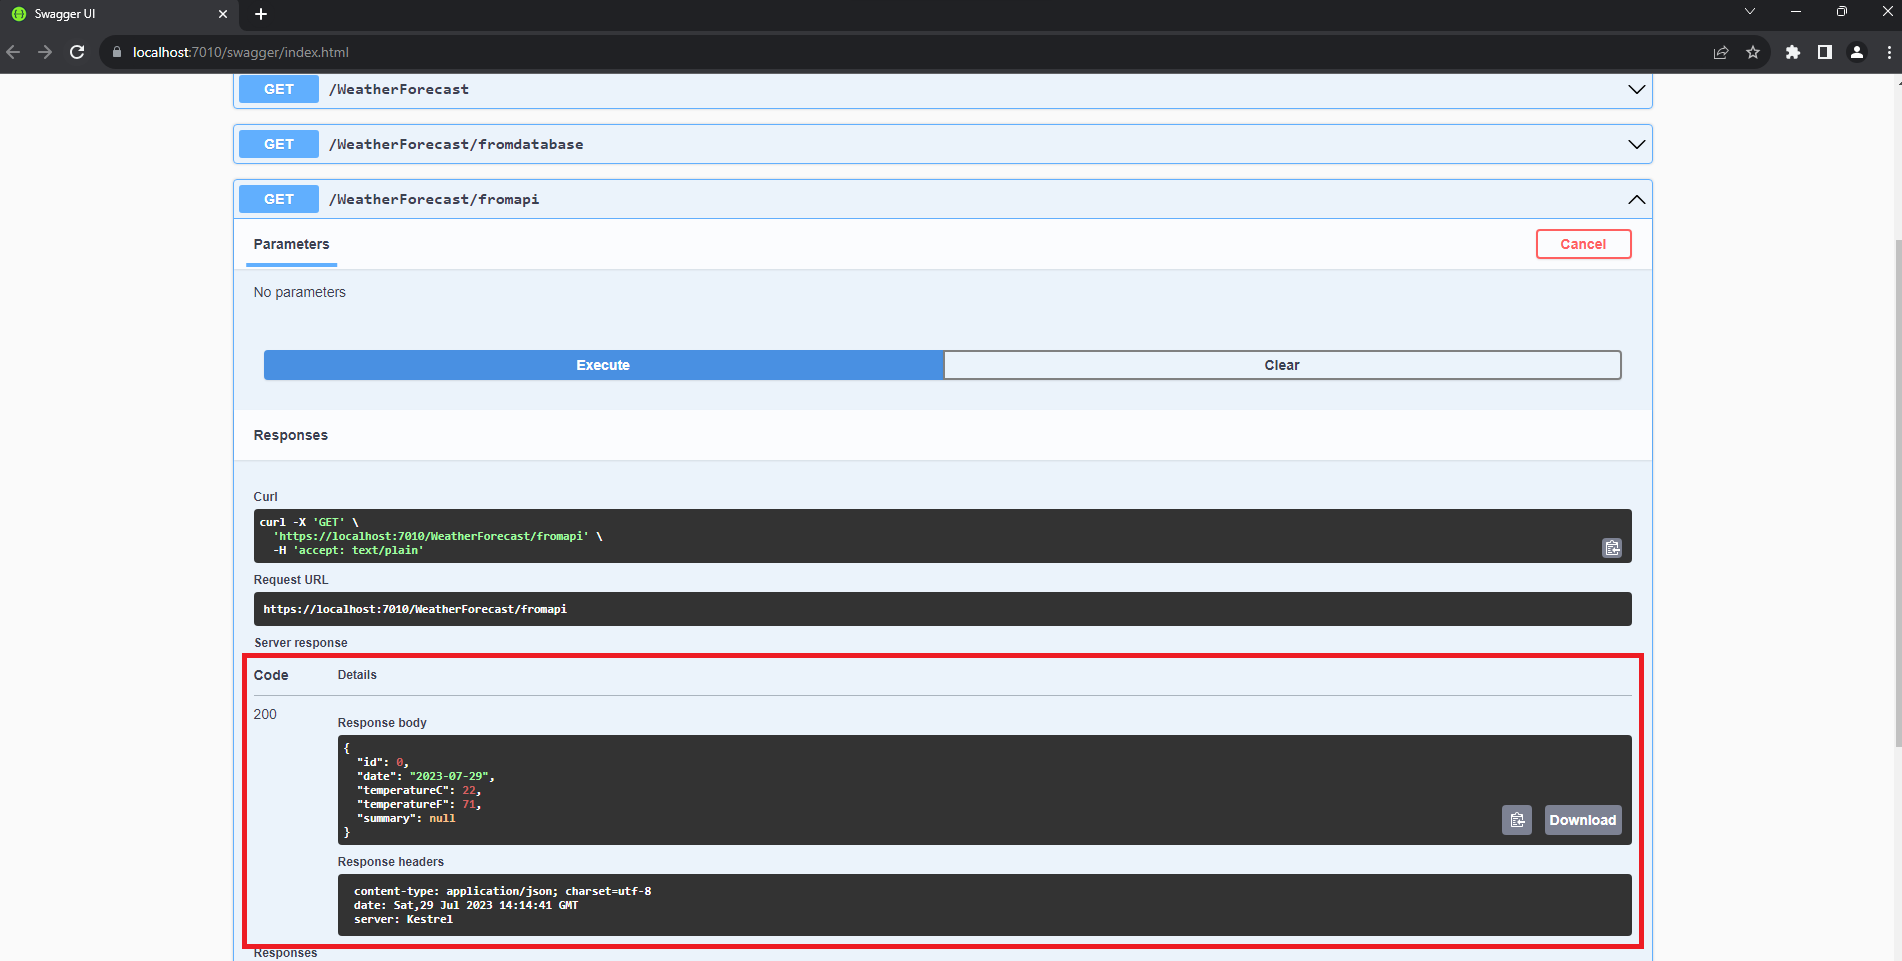 Swagger UI
localhost:7010/swagger/index.html
GET /WeatherForecast
GET /WeatherForecast/fromdatabase
GET /WeatherForecast/fromapi
Parameters
Cancel
No parameters
Execute
Clear
Responses
Curl
curl -X 'GET' \
'https://localhost:7010/WeatherForecast/fromapi' \
-H 'accept: text/plain'
Request URL
https://localhost:7010/WeatherForecast/fromapi
Server response
Code Details
200
Response body
{
"id": 0,
"date": "2023-07-29",
"temperatureC": 22,
"temperatureF": 71,
"summary": null
}
Download
Response headers
content-type: application/json; charset=utf-8
date: Sat,29 Jul 2023 14:14:41 GMT
server: Kestrel
Responses